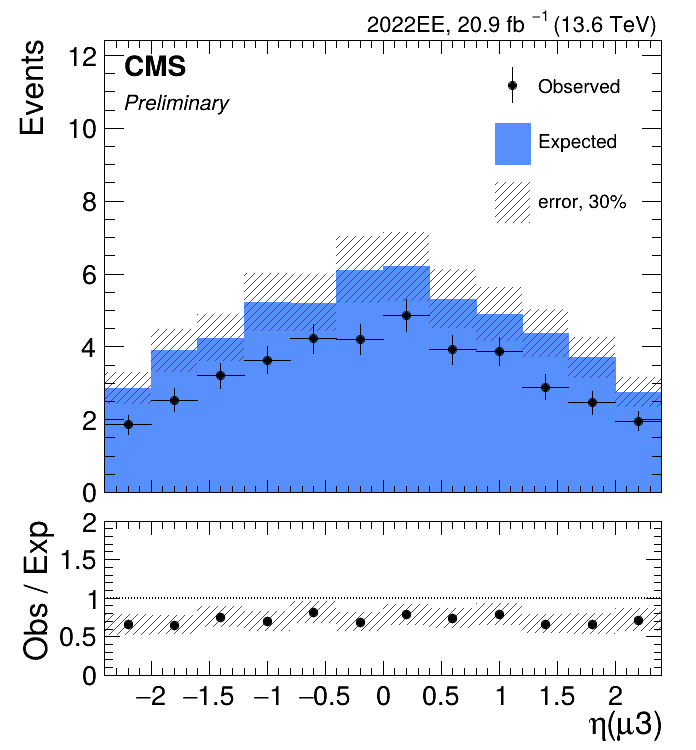 2022EE, 20.9 fb⁻¹ (13.6 TeV)
CMS
Preliminary
Observed
Expected
error, 30%
Events
12
10
8
6
4
2
0
Obs / Exp
2
1.5
1
0.5
0
−2 −1.5 −1 −0.5 0 0.5 1 1.5 2
η(μ3)